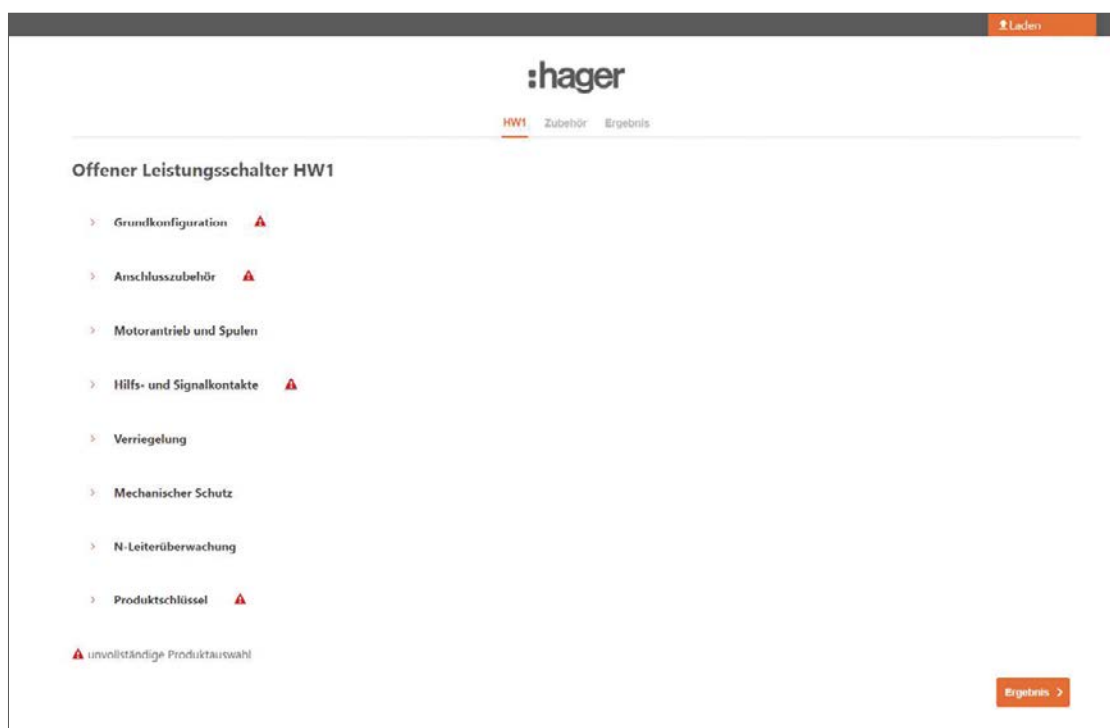 Laden
:hager
HW1 Zubehör Ergebnis
Offener Leistungsschalter HW1
Grundkonfiguration
Anschlusszubehör
Motorantrieb und Spulen
Hilfs- und Signalkontakte
Verriegelung
Mechanischer Schutz
N-Leiterüberwachung
Produktschlüssel
unvollständige Produktauswahl
Ergebnis